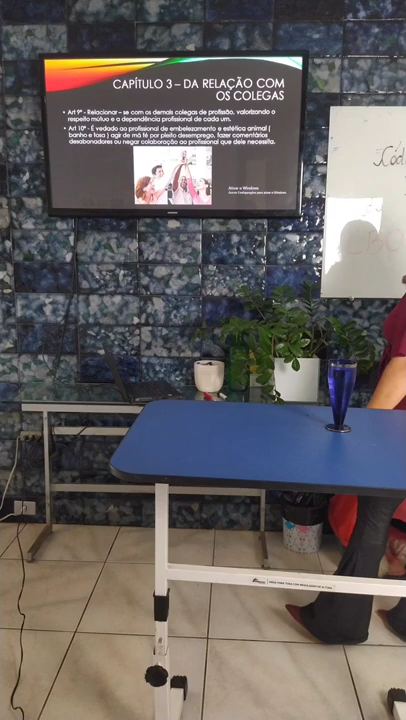 CAPÍTULO 3 – DA RELAÇÃO COM
OS COLEGAS
• Art 9º - Relacionar – se com os demais colegas de profissão, valorizando o
respeito mútuo e a dependência profissional de cada um.
• Art 10º - É vedado ao profissional de embelezamento e estética animal (
banho e tosa ) agir de má fé por pleito desemprego, fazer comentários
desabonadores ou negar colaboração ao profissional que dele necessita.
Ativar o Windows